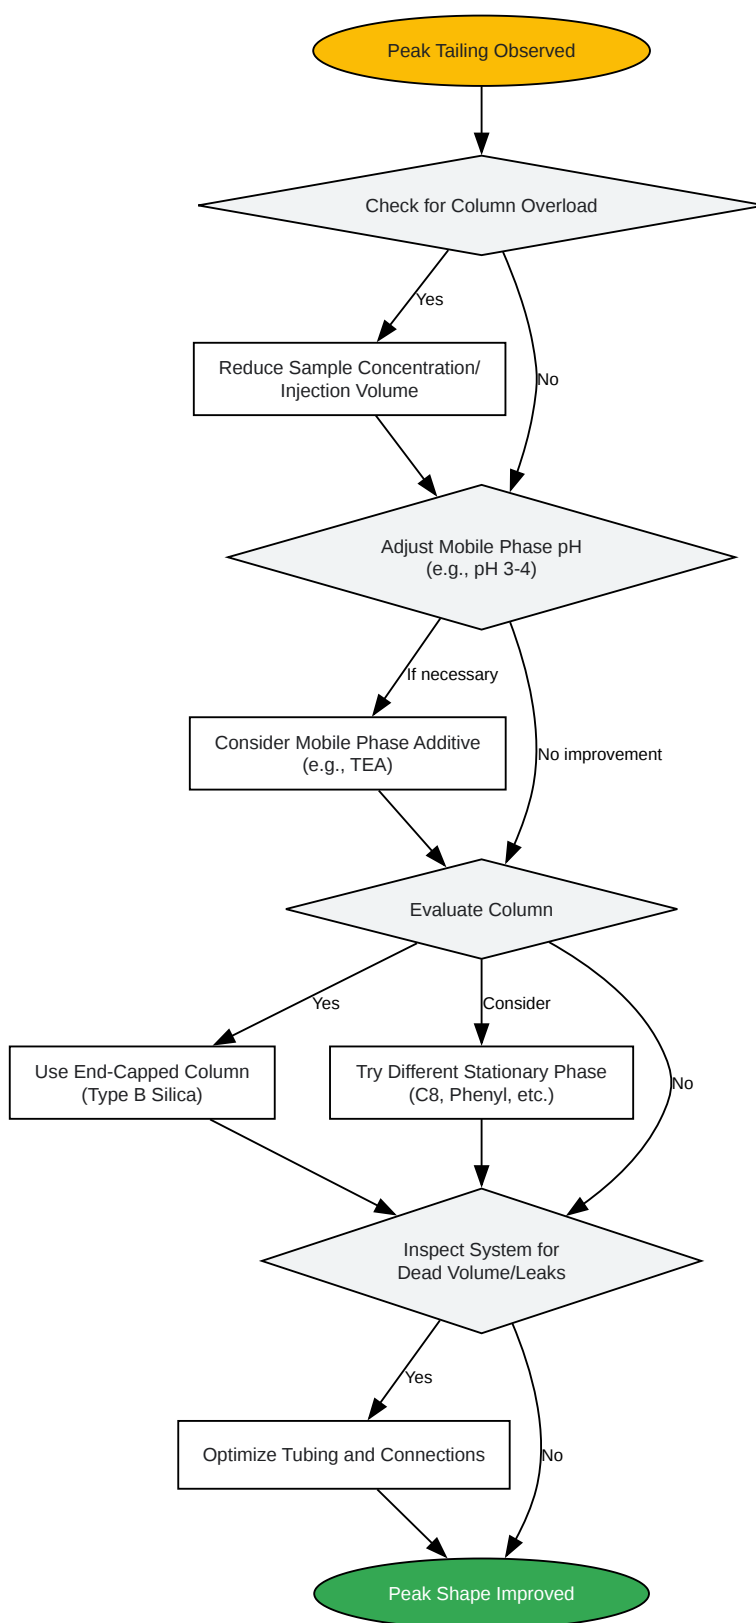 Peak Tailing Observed
Check for Column Overload
Yes
Reduce Sample Concentration/
Injection Volume
No
Adjust Mobile Phase pH
(e.g., pH 3-4)
If necessary
Consider Mobile Phase Additive
(e.g., TEA)
No improvement
Evaluate Column
Yes
Consider
Use End-Capped Column
(Type B Silica)
Try Different Stationary Phase
(C8, Phenyl, etc.)
No
Inspect System for
Dead Volume/Leaks
Yes
Optimize Tubing and Connections
No
Peak Shape Improved